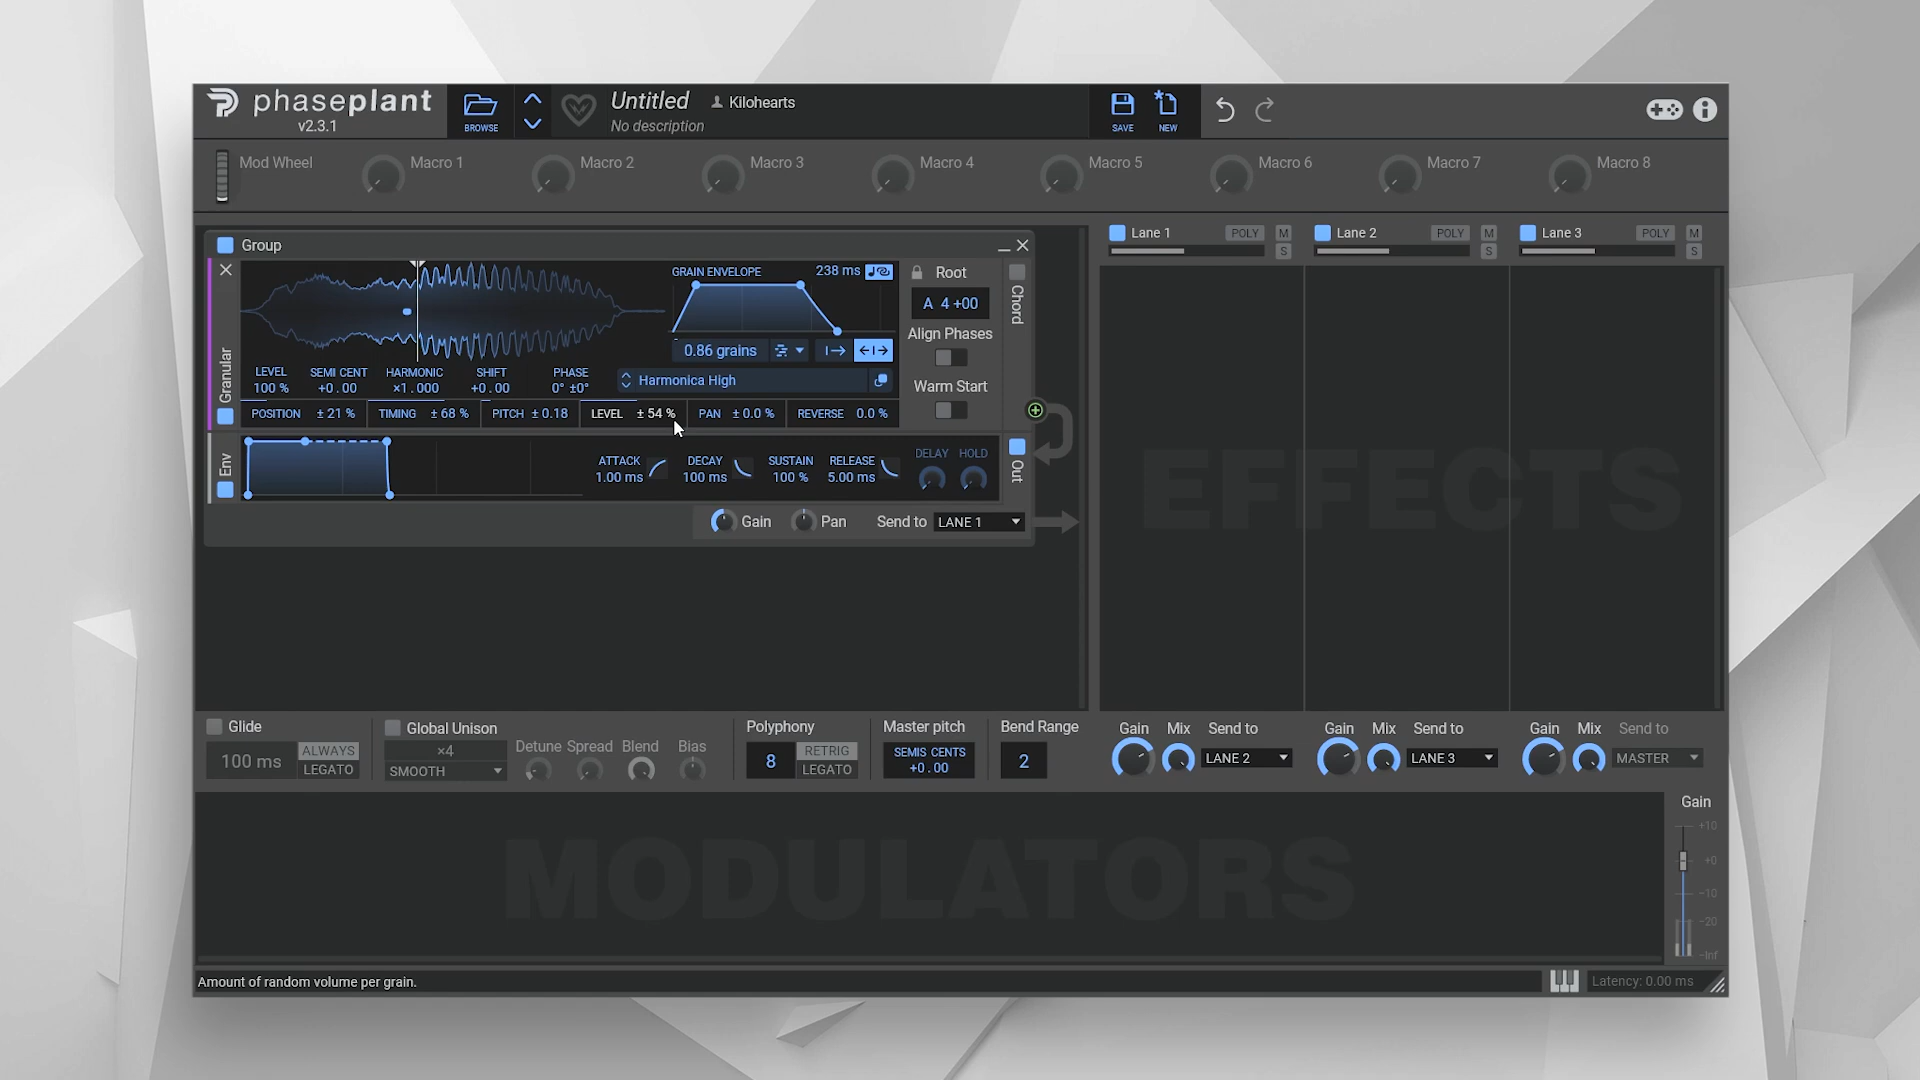 phaseplant
v2.3.1
BROWSE
Untitled
Kilohearts
No description
SAVE
NEW
Mod Wheel
Macro 1
Macro 2
Macro 3
Macro 4
Macro 5
Macro 6
Macro 7
Macro 8
Group
Granular
GRAIN ENVELOPE
238 ms
0.86 grains
LEVEL
100 %
SEMI CENT
+0.00
HARMONIC
×1.000
SHIFT
+0.00
PHASE
0° ±0°
Harmonica High
POSITION ± 21 %
TIMING ± 68 %
PITCH ± 0.18
LEVEL ± 54 %
PAN ± 0.0 %
REVERSE 0.0 %
Root
A 4 +00
Align Phases
Warm Start
Chord
Env
ATTACK
1.00 ms
DECAY
100 ms
SUSTAIN
100 %
RELEASE
5.00 ms
DELAY
HOLD
Out
Gain
Pan
Send to
LANE 1
Lane 1
POLY
M
S
Lane 2
POLY
M
S
Lane 3
POLY
M
S
EFFECTS
Glide
100 ms
ALWAYS
LEGATO
Global Unison
×4
SMOOTH
Detune
Spread
Blend
Bias
Polyphony
8
RETRIG
LEGATO
Master pitch
SEMIS CENTS
+0.00
Bend Range
2
Gain
Mix
Send to
LANE 2
Gain
Mix
Send to
LANE 3
Gain
Mix
Send to
MASTER
MODULATORS
Gain
+10
+0
-10
-20
-Inf
Amount of random volume per grain.
Latency: 0.00 ms